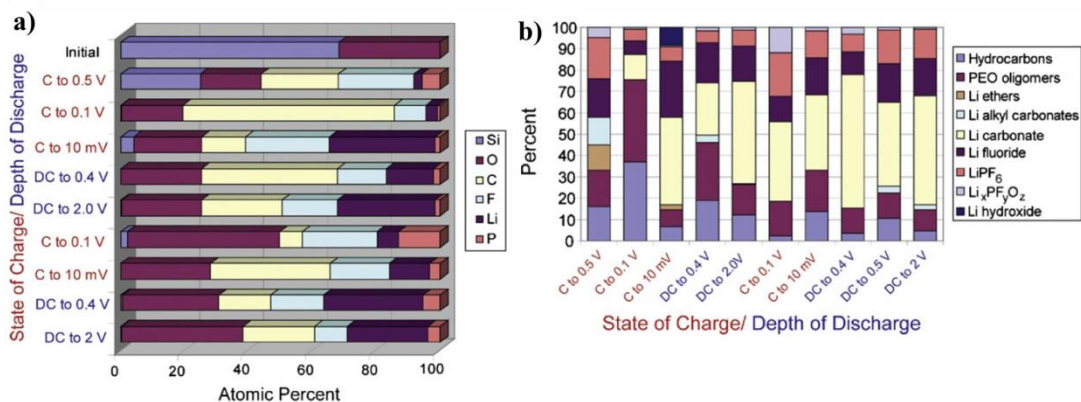 a)
State of Charge/ Depth of Discharge
Initial
C to 0.5 V
C to 0.1 V
C to 10 mV
DC to 0.4 V
DC to 2.0 V
C to 0.1 V
C to 10 mV
DC to 0.4 V
DC to 2 V
0 20 40 60 80 100
Atomic Percent
Si
O
C
F
Li
P
b)
Percent
100
90
80
70
60
50
40
30
20
10
0
C to 0.5 V
C to 0.1 V
C to 10 mV
DC to 0.4 V
DC to 2.0V
C to 0.1 V
C to 10 mV
DC to 0.4 V
DC to 0.5 V
DC to 2 V
State of Charge/ Depth of Discharge
Hydrocarbons
PEO oligomers
Li ethers
Li alkyl carbonates
Li carbonate
Li fluoride
LiPF6
LixPFyOz
Li hydroxide